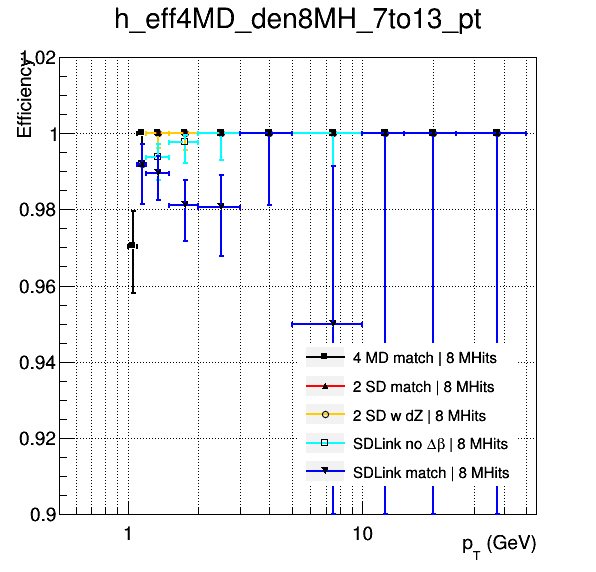 h_eff4MD_den8MH_7to13_pt
Efficiency
1.02
1
0.98
0.96
0.94
0.92
0.9
4 MD match | 8 MHits
2 SD match | 8 MHits
2 SD w dZ | 8 MHits
SDLink no Δβ | 8 MHits
SDLink match | 8 MHits
1
10
p_T (GeV)